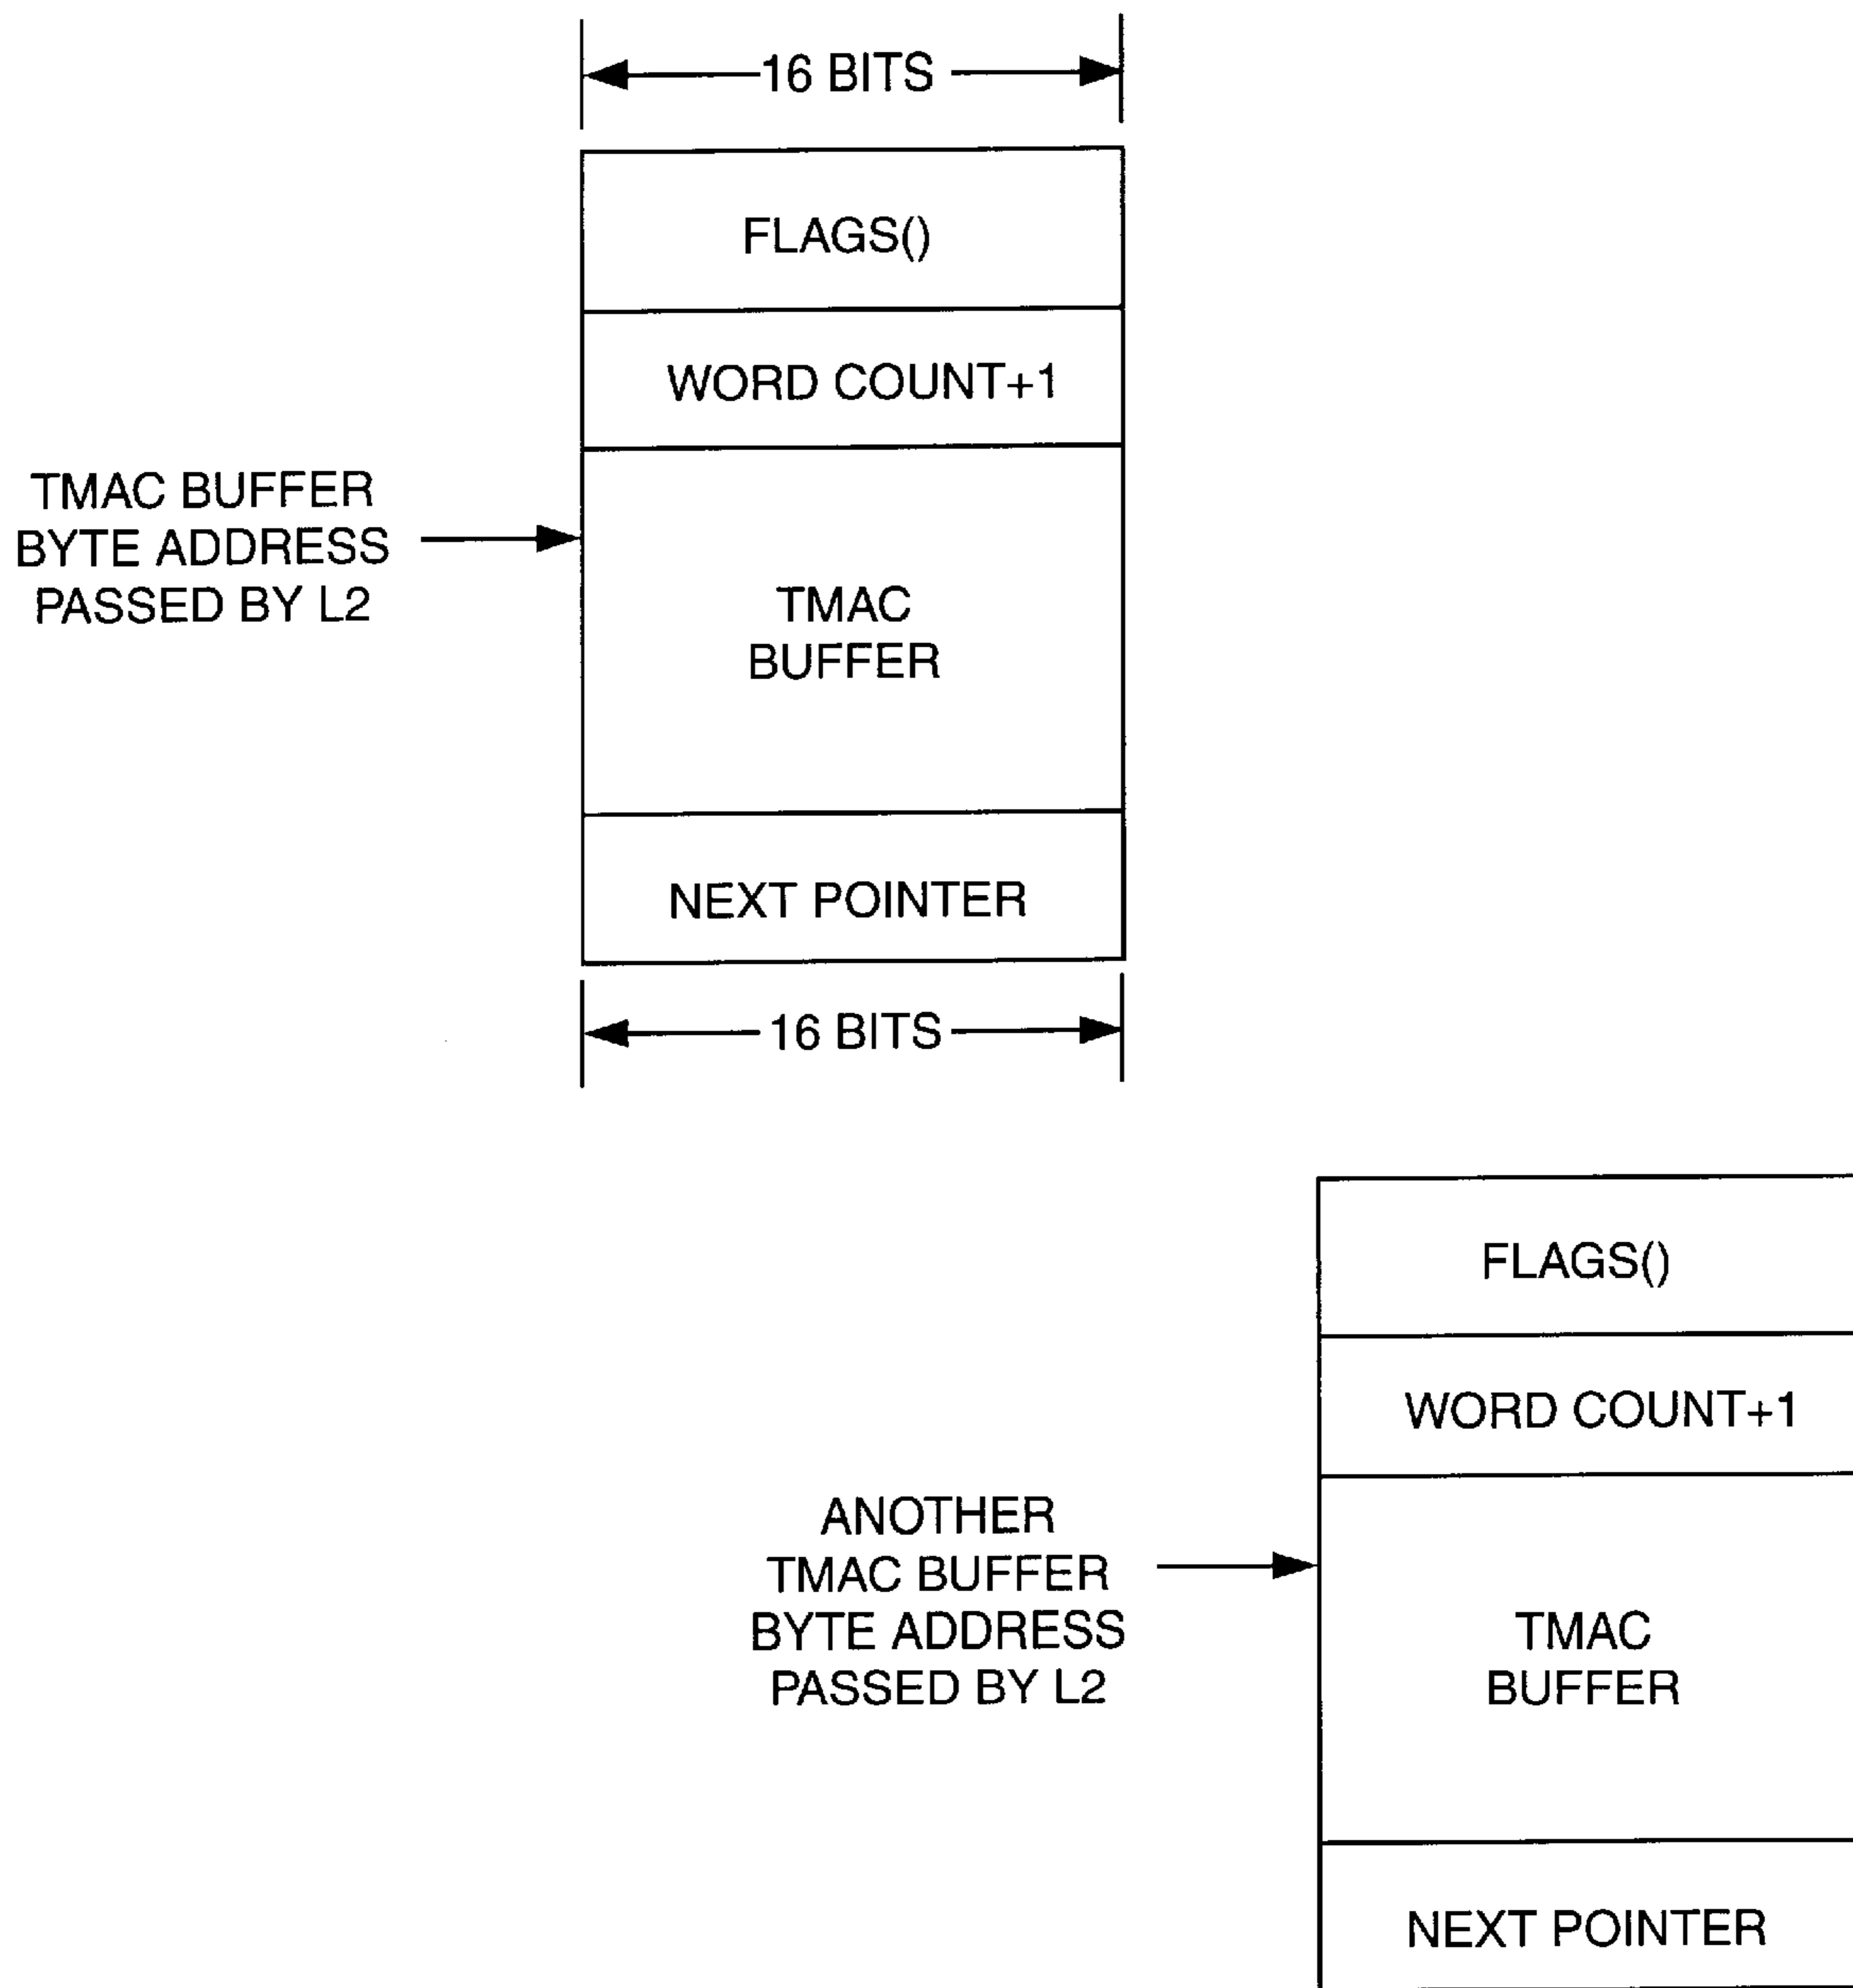 16 BITS
FLAGS()
WORD COUNT+1
TMAC BUFFER
BYTE ADDRESS
PASSED BY L2
TMAC
BUFFER
NEXT POINTER
16 BITS
FLAGS()
WORD COUNT+1
ANOTHER
TMAC BUFFER
BYTE ADDRESS
PASSED BY L2
TMAC
BUFFER
NEXT POINTER